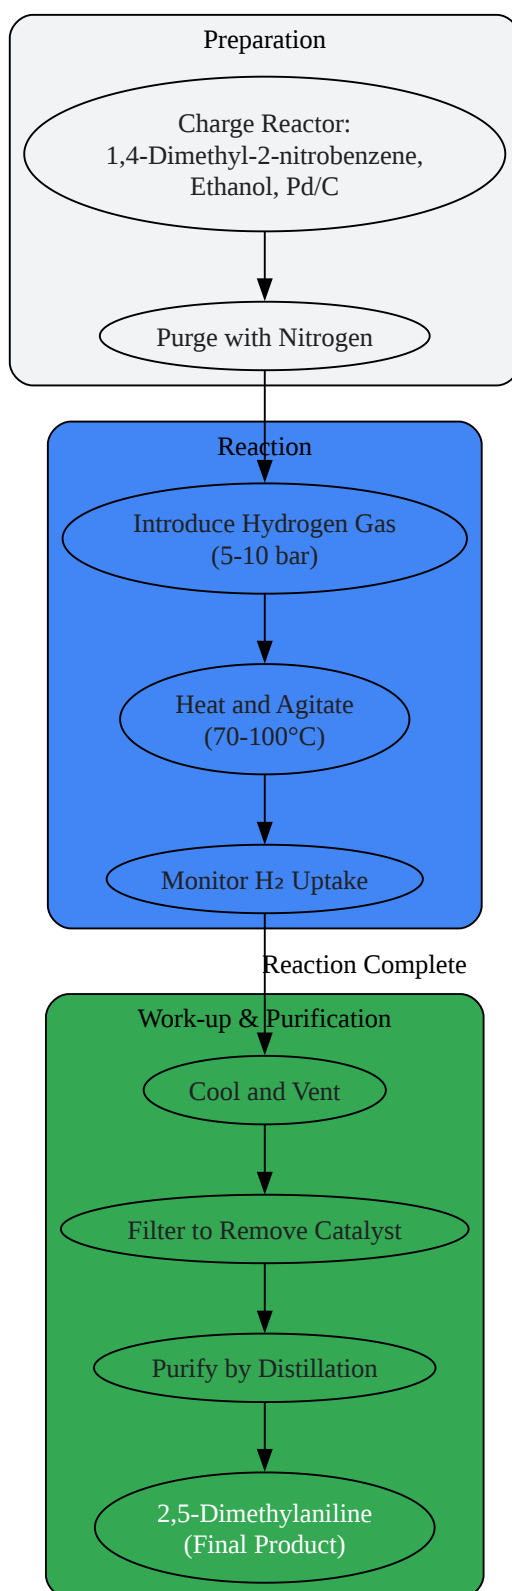 Preparation
Charge Reactor:
1,4-Dimethyl-2-nitrobenzene,
Ethanol, Pd/C
Purge with Nitrogen
Reaction
Introduce Hydrogen Gas
(5-10 bar)
Heat and Agitate
(70-100°C)
Monitor H₂ Uptake
Reaction Complete
Work-up & Purification
Cool and Vent
Filter to Remove Catalyst
Purify by Distillation
2,5-Dimethylaniline
(Final Product)